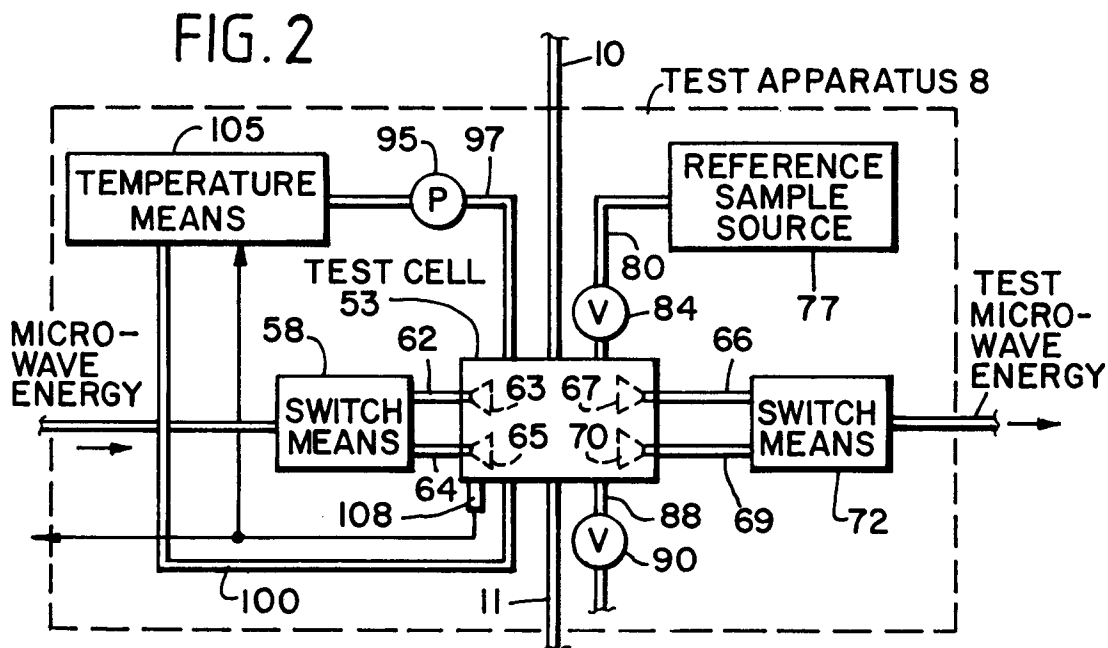 FIG. 2
10
TEST APPARATUS 8
105
TEMPERATURE
MEANS
95
P
97
REFERENCE
SAMPLE
SOURCE
80
77
TEST CELL
53
V
84
MICRO-
WAVE
ENERGY
58
SWITCH
MEANS
62
63
65
64
67
70
66
69
SWITCH
MEANS
72
TEST
MICRO-
WAVE
ENERGY
108
88
V
90
100
11